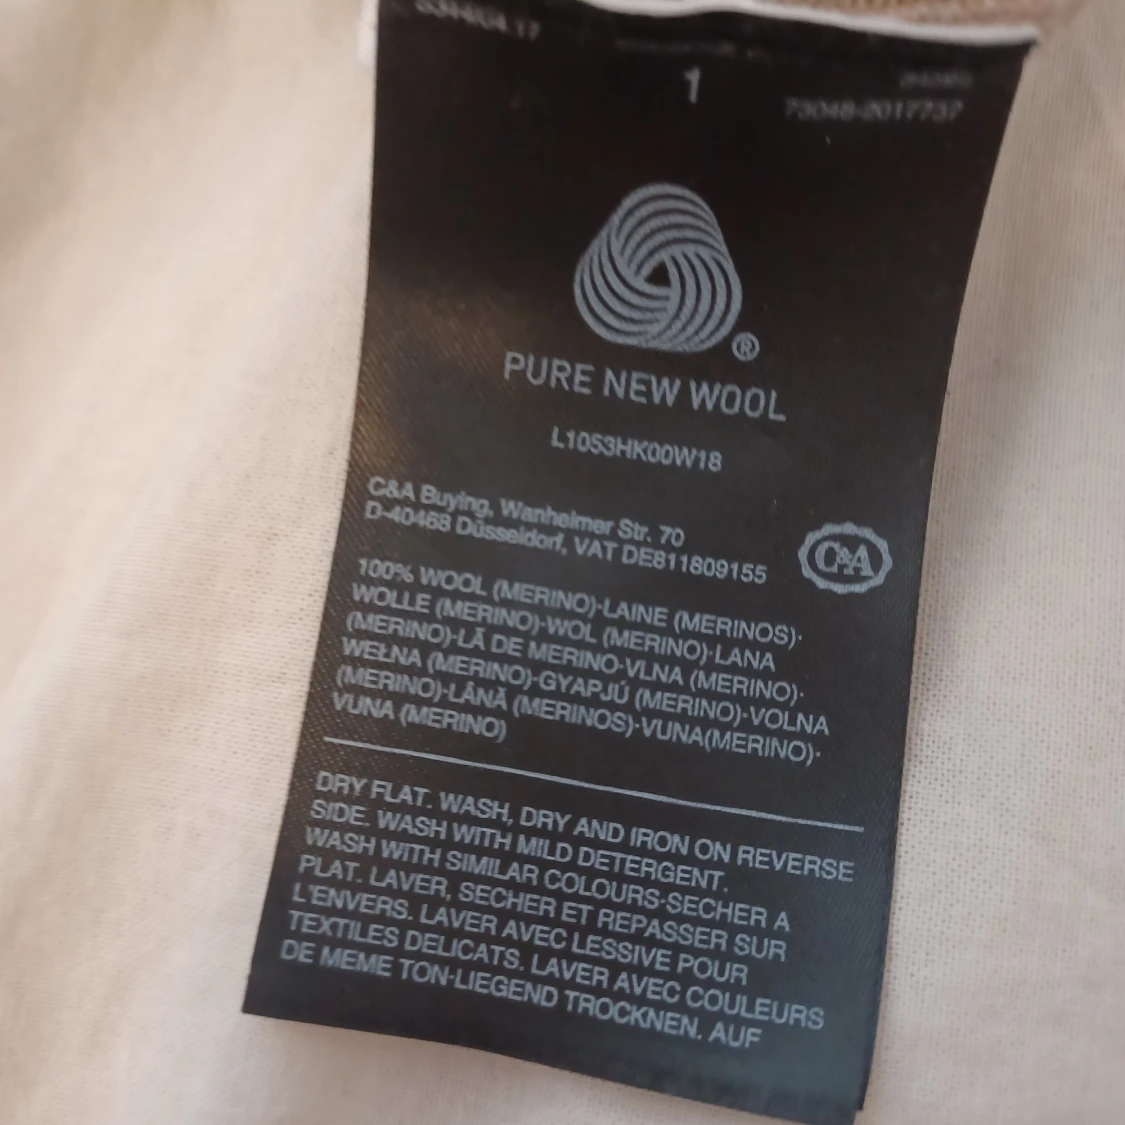 1
73048-2017737
®
PURE NEW WOOL
L1053HK00W18
C&A Buying, Wanheimer Str. 70
D-40468 Düsseldorf, VAT DE811809155
C&A
100% WOOL (MERINO)·LAINE (MERINOS)·
WOLLE (MERINO)·WOL (MERINO)·LANA
(MERINO)·LÃ DE MERINO·VLNA (MERINO)·
WEŁNA (MERINO)·GYAPJÚ (MERINO)·VOLNA
(MERINO)·LÂNĂ (MERINOS)·VUNA(MERINO)·
VUNA (MERINO)
DRY FLAT. WASH, DRY AND IRON ON REVERSE
SIDE. WASH WITH MILD DETERGENT.
WASH WITH SIMILAR COLOURS·SECHER A
PLAT. LAVER, SECHER ET REPASSER SUR
L'ENVERS. LAVER AVEC LESSIVE POUR
TEXTILES DELICATS. LAVER AVEC COULEURS
DE MEME TON·LIEGEND TROCKNEN. AUF